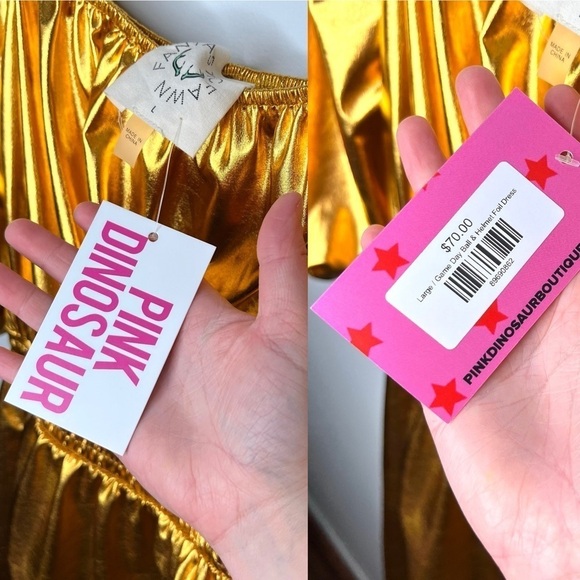 FAWN
L
MADE IN
CHINA
PINK
DINOSAUR
MADE IN
CHINA
$70.00
Large / Game Day Ball & Helmet Foil Dress
89690862
PINKDINOSAURBOUTIQUE